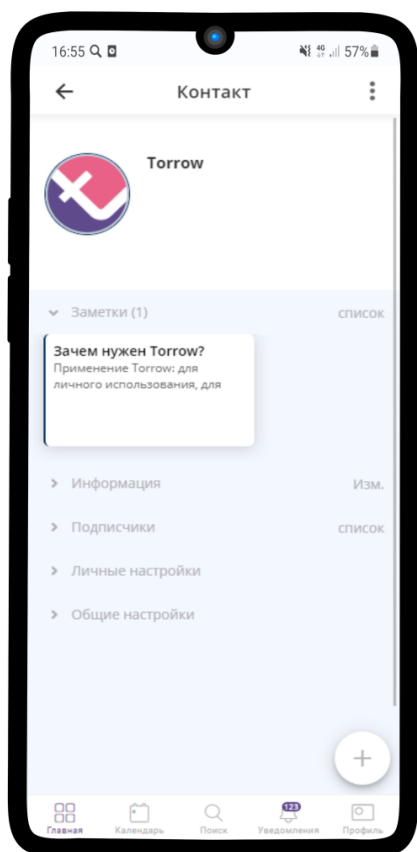 16:55
4G
57%
Контакт
Torrow
Заметки (1)
список
Зачем нужен Torrow?
Применение Torrow: для
личного использования, для
Информация
Изм.
Подписчики
список
Личные настройки
Общие настройки
+
123
Главная
Календарь
Поиск
Уведомления
Профиль